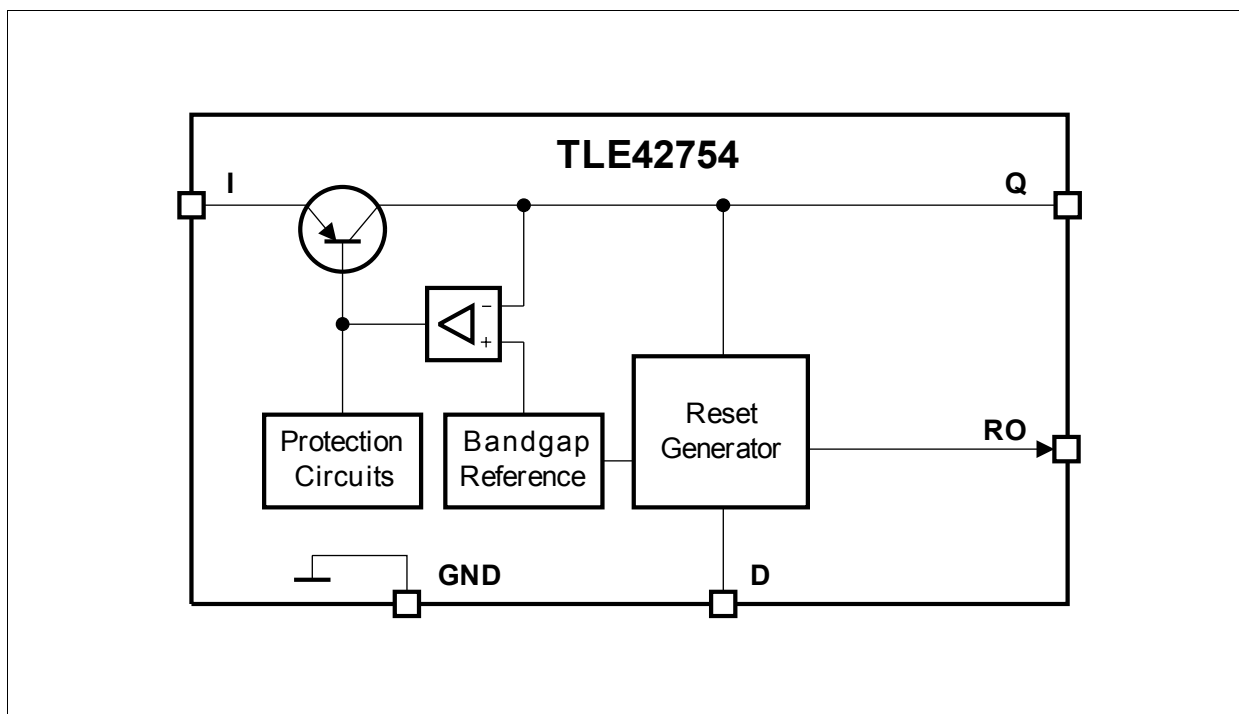 TLE42754
I
Q
-
+
Protection
Circuits
Bandgap
Reference
Reset
Generator
RO
GND
D